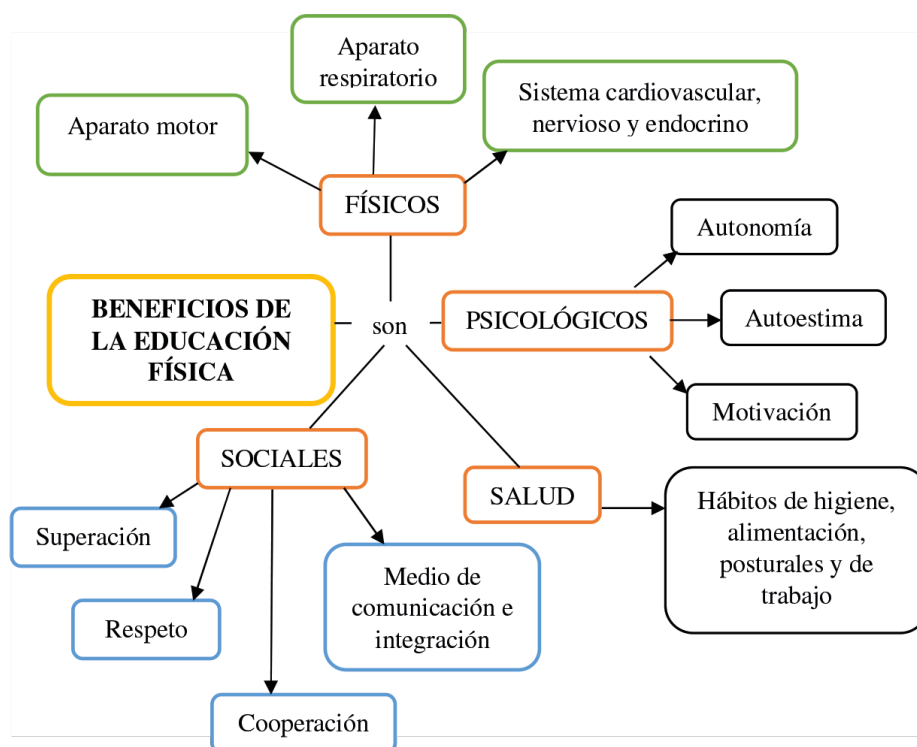 Aparato
respiratorio
Sistema cardiovascular,
nervioso y endocrino
Aparato motor
FÍSICOS
Autonomía
BENEFICIOS DE
LA EDUCACIÓN
FÍSICA
son
PSICOLÓGICOS
Autoestima
Motivación
SOCIALES
SALUD
Hábitos de higiene,
alimentación,
posturales y de
trabajo
Superación
Medio de
comunicación e
integración
Respeto
Cooperación